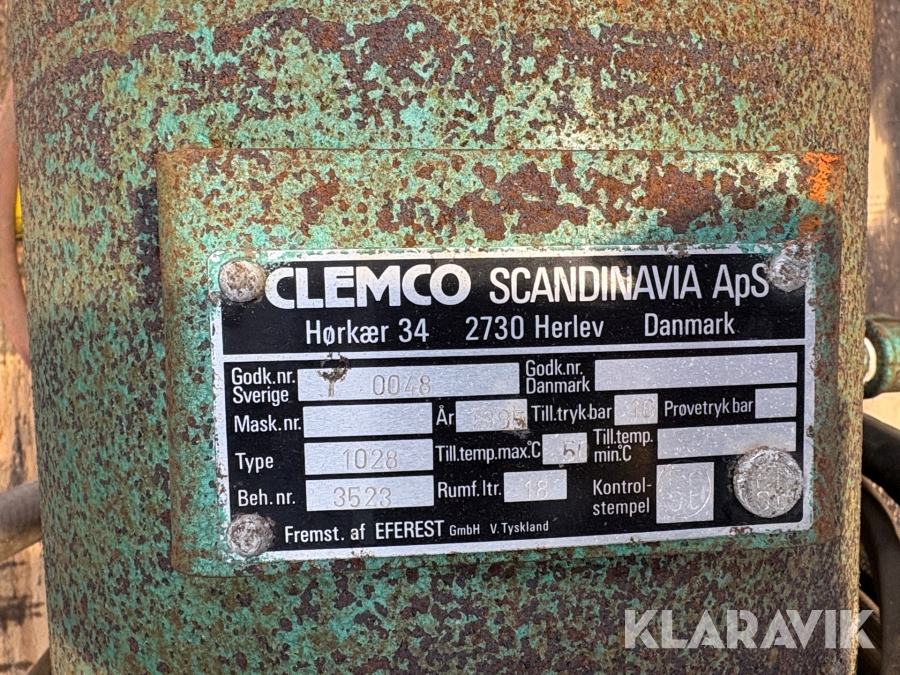 CLEMCO SCANDINAVIA ApS
Hørkær 34 2730 Herlev Danmark
Godk.nr. Sverige T 0048 Godk.nr. Danmark
Mask.nr. År 1995 Till.tryk bar 10 Prøvetryk bar
Type 1028 Till.temp.max.°C 50 Till.temp. min.°C
Beh. nr. 3523 Rumf. ltr. 18 Kontrol-stempel
Fremst. af EFEREST GmbH V. Tyskland
KLARAVIK